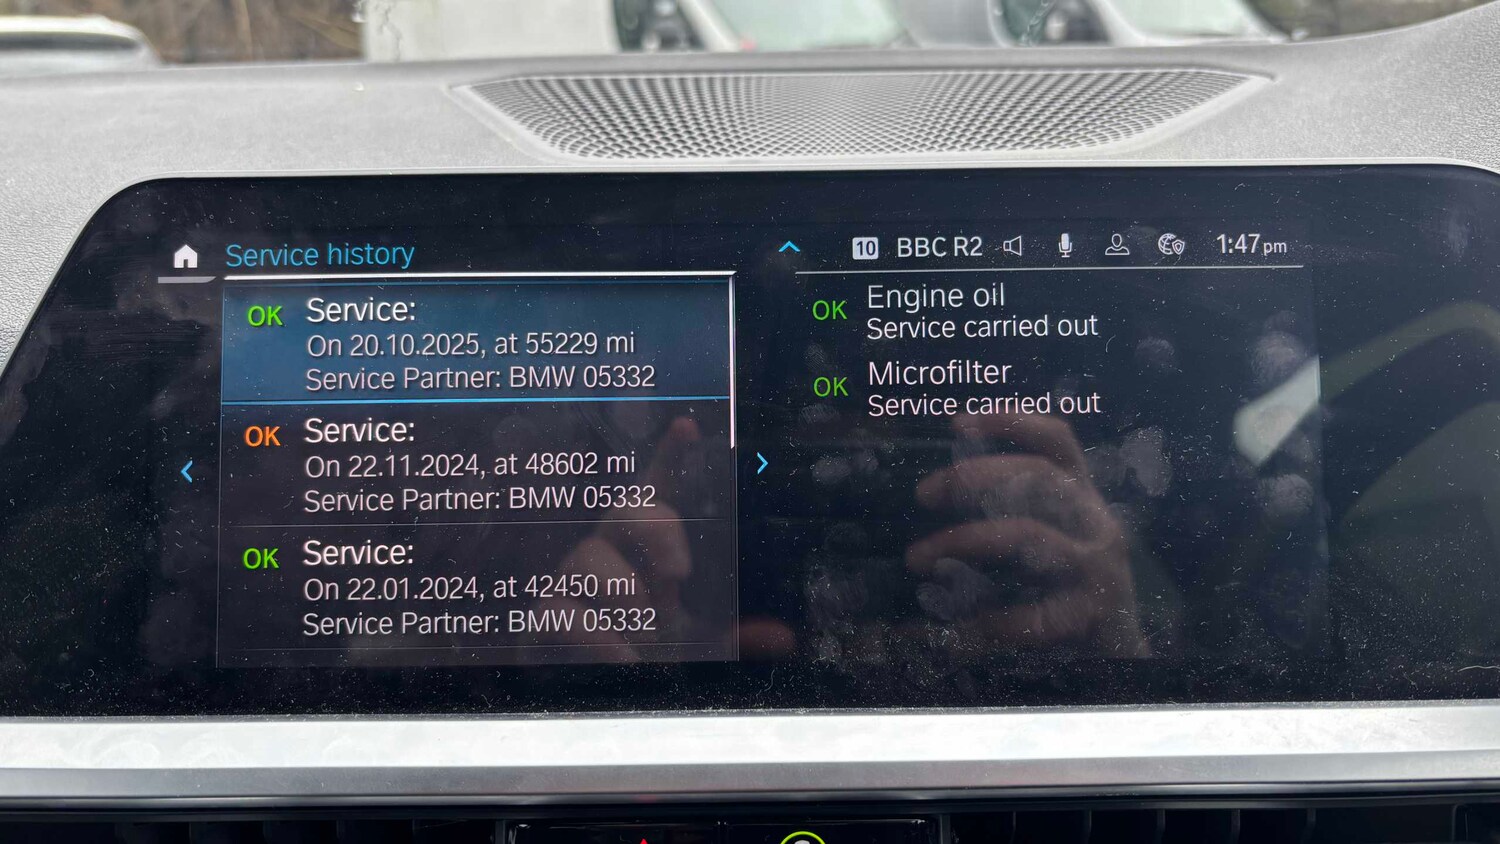 Service history
10 BBC R2 1:47pm
OK Service:
On 20.10.2025, at 55229 mi
Service Partner: BMW 05332
OK Service:
On 22.11.2024, at 48602 mi
Service Partner: BMW 05332
OK Service:
On 22.01.2024, at 42450 mi
Service Partner: BMW 05332
OK Engine oil
Service carried out
OK Microfilter
Service carried out